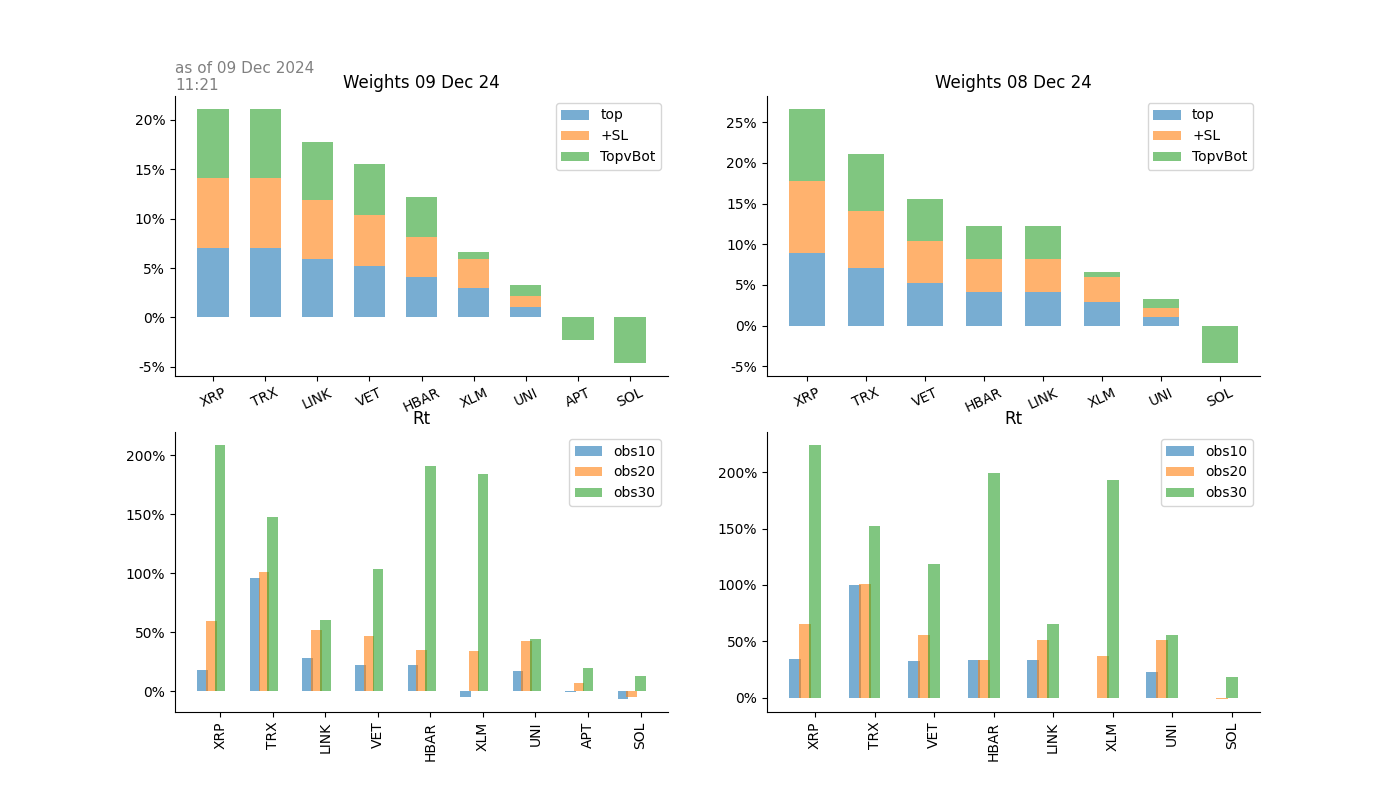 as of 09 Dec 2024
11:21
Weights 09 Dec 24
20%
15%
10%
5%
0%
-5%
top
+SL
TopvBot
XRP TRX LINK VET HBAR XLM UNI APT SOL
Weights 08 Dec 24
25%
20%
15%
10%
5%
0%
-5%
top
+SL
TopvBot
XRP TRX VET HBAR LINK XLM UNI SOL
Rt
200%
150%
100%
50%
0%
obs10
obs20
obs30
XRP TRX LINK VET HBAR XLM UNI APT SOL
Rt
200%
150%
100%
50%
0%
obs10
obs20
obs30
XRP TRX VET HBAR LINK XLM UNI SOL